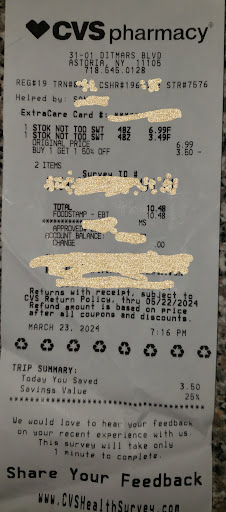 CVS pharmacy
31-01 DITMARS BLVD
ASTORIA, NY 11105
718.545.0128
REG#19 TRN# CSHR#196 STR#7576
Helped by:
ExtraCare Card #:
1 STOK NOT TOO SWT 48Z 6.99F
1 STOK NOT TOO SWT 48Z 3.49F
ORIGINAL PRICE 6.99
BUY 1 GET 1 50% OFF 3.50 -
2 ITEMS
Survey ID #
TOTAL 10.48
FOODSTAMP - EBT 10.48
MS
APPROVED
ACCOUNT BALANCE:
CHANGE .00
Returns with receipt, subject to
CVS Return Policy, thru 05/22/2024
Refund amount is based on price
after all coupons and discounts.
MARCH 23, 2024 7:16 PM
TRIP SUMMARY:
Today You Saved 3.50
Savings Value 25%
We would love to hear your feedback
on your recent experience with us.
This survey will take only
1 minute to complete.
Share Your Feedback
www.CVSHealthSurvey.com